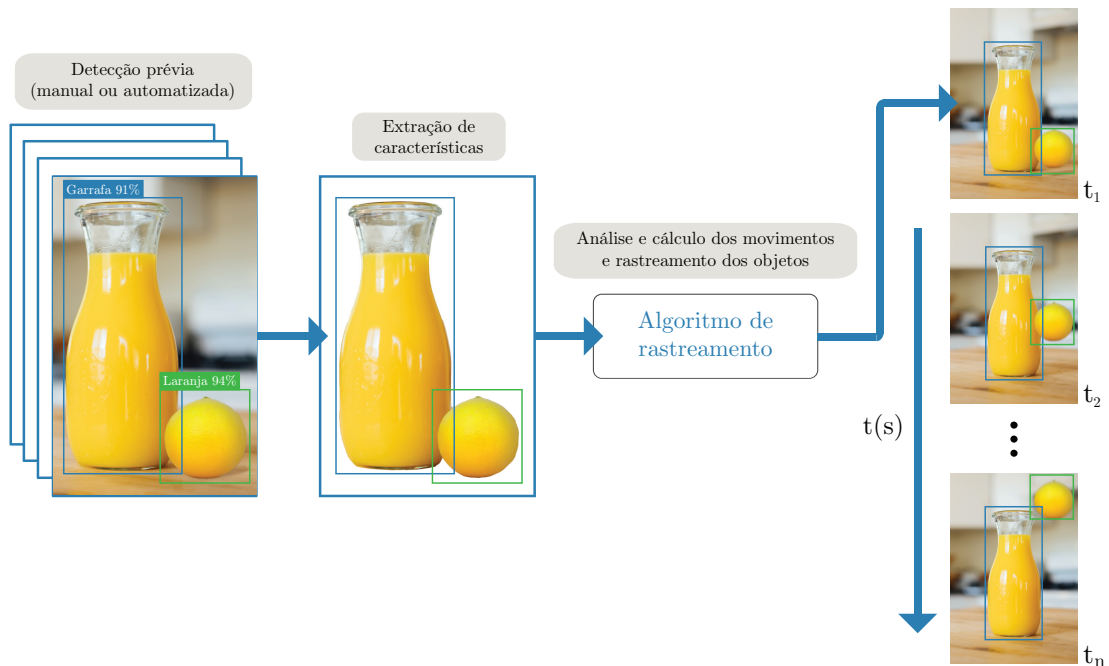 Detecção prévia
(manual ou automatizada)
Garrafa 91%
Laranja 94%
Extração de
características
Análise e cálculo dos movimentos
e rastreamento dos objetos
Algoritmo de
rastreamento
t(s)
t₁
t₂
tₙ